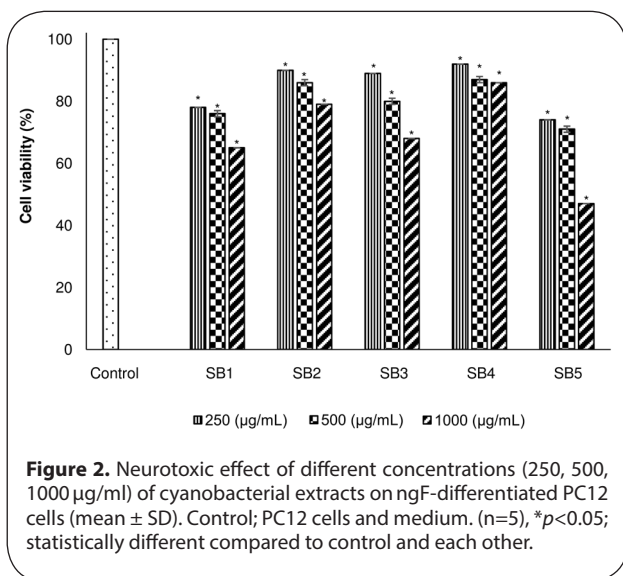 100
80
60
40
20
0
Cell viability (%)
* * * * * * * * * * * * * * *
Control SB1 SB2 SB3 SB4 SB5
250 (µg/mL) 500 (µg/mL) 1000 (µg/mL)
Figure 2. Neurotoxic effect of different concentrations (250, 500,
1000 µg/ml) of cyanobacterial extracts on ngF-differentiated PC12
cells (mean ± SD). Control; PC12 cells and medium. (n=5), *p<0.05;
statistically different compared to control and each other.